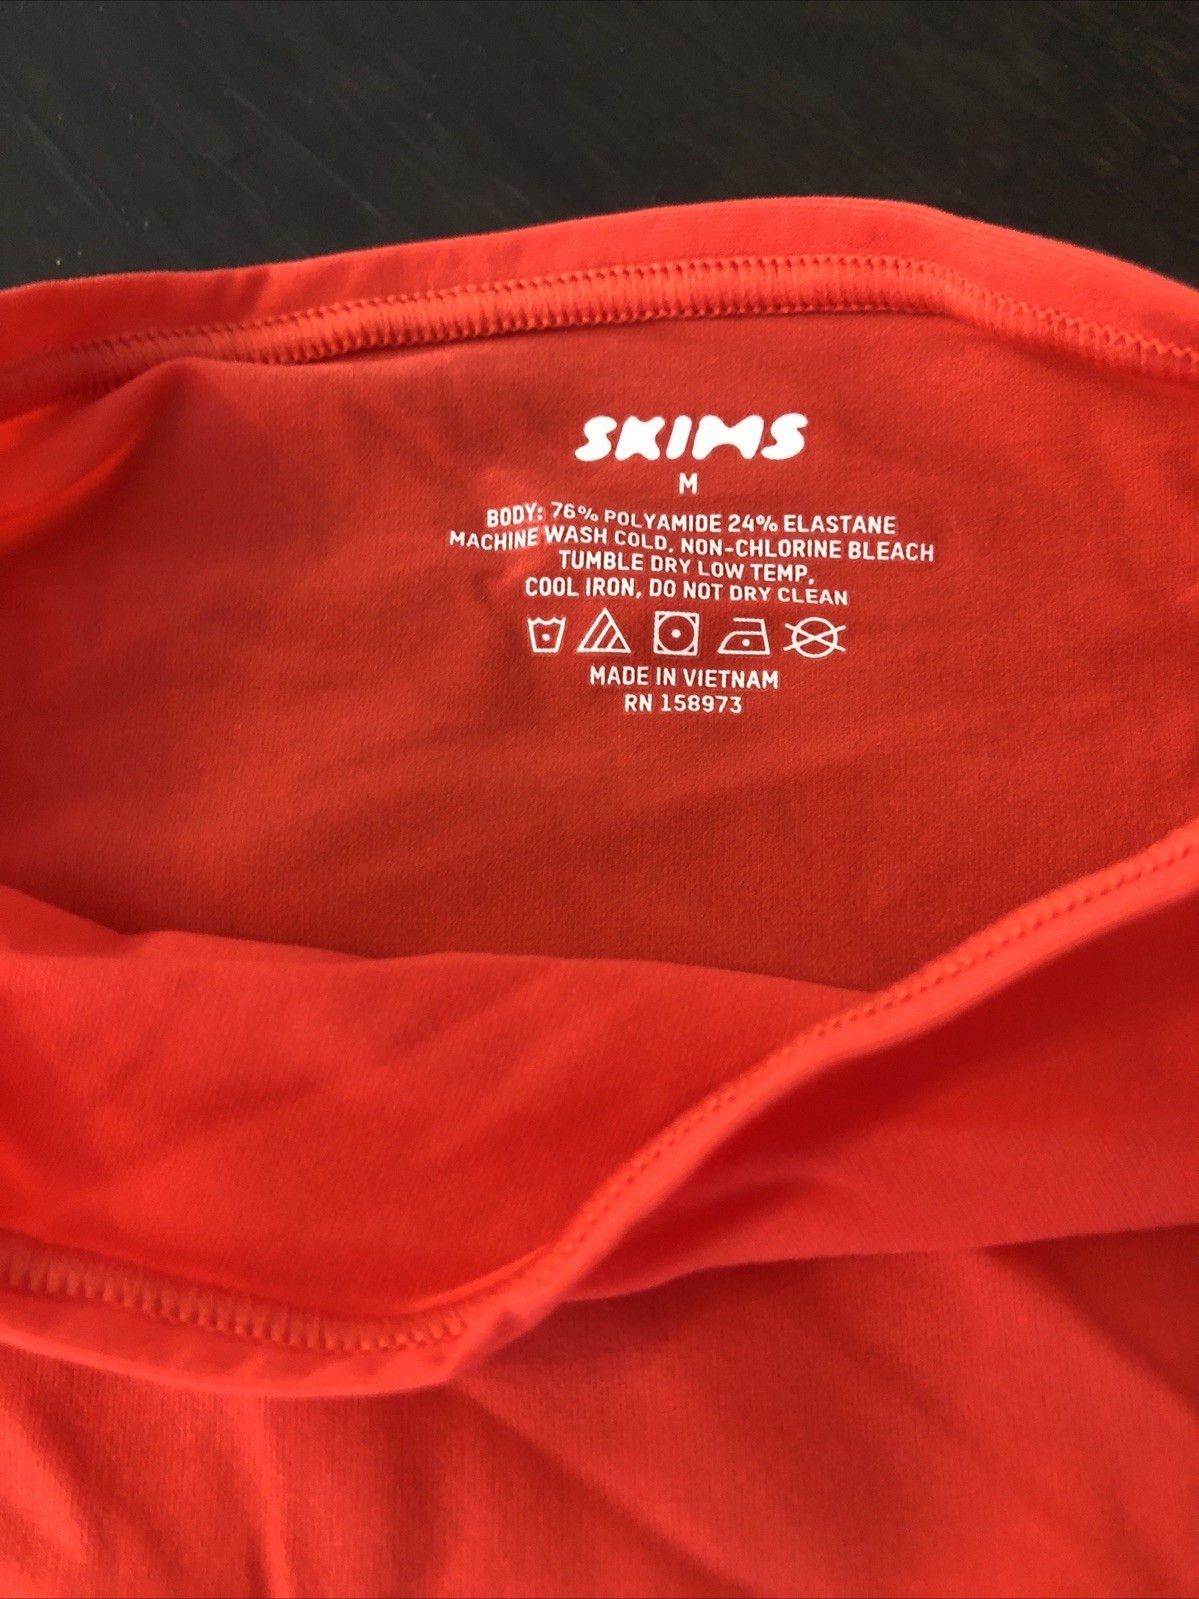 SKIMS
M
BODY: 76% POLYAMIDE 24% ELASTANE
MACHINE WASH COLD, NON-CHLORINE BLEACH
TUMBLE DRY LOW TEMP,
COOL IRON, DO NOT DRY CLEAN
MADE IN VIETNAM
RN 158973